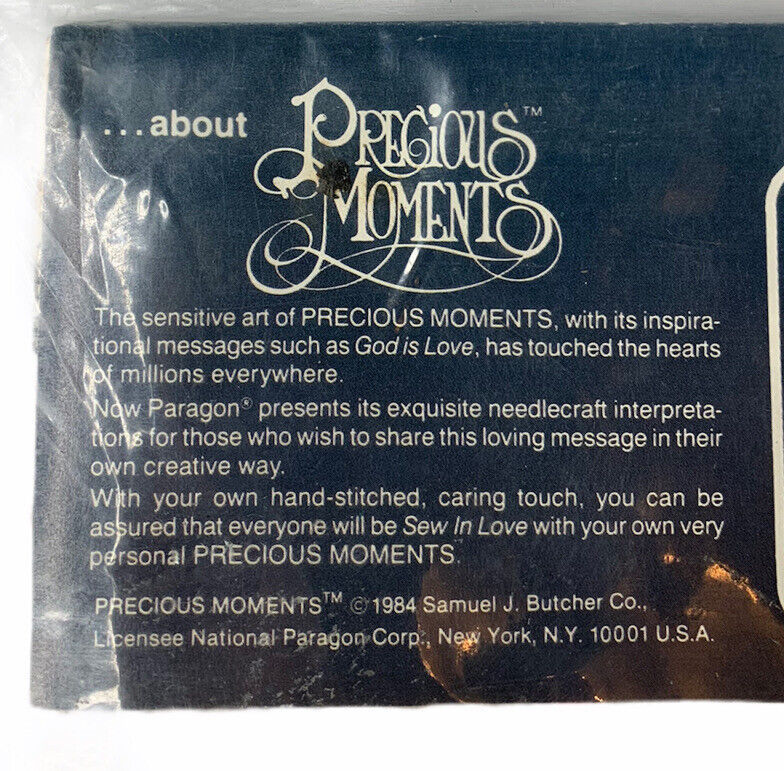 ...about
PRECIOUS™
MOMENTS
The sensitive art of PRECIOUS MOMENTS, with its inspira-
tional messages such as God is Love, has touched the hearts
of millions everywhere.
Now Paragon® presents its exquisite needlecraft interpreta-
tions for those who wish to share this loving message in their
own creative way.
With your own hand-stitched, caring touch, you can be
assured that everyone will be Sew In Love with your own very
personal PRECIOUS MOMENTS.
PRECIOUS MOMENTS™ ©1984 Samuel J. Butcher Co.,
Licensee National Paragon Corp., New York, N.Y. 10001 U.S.A.